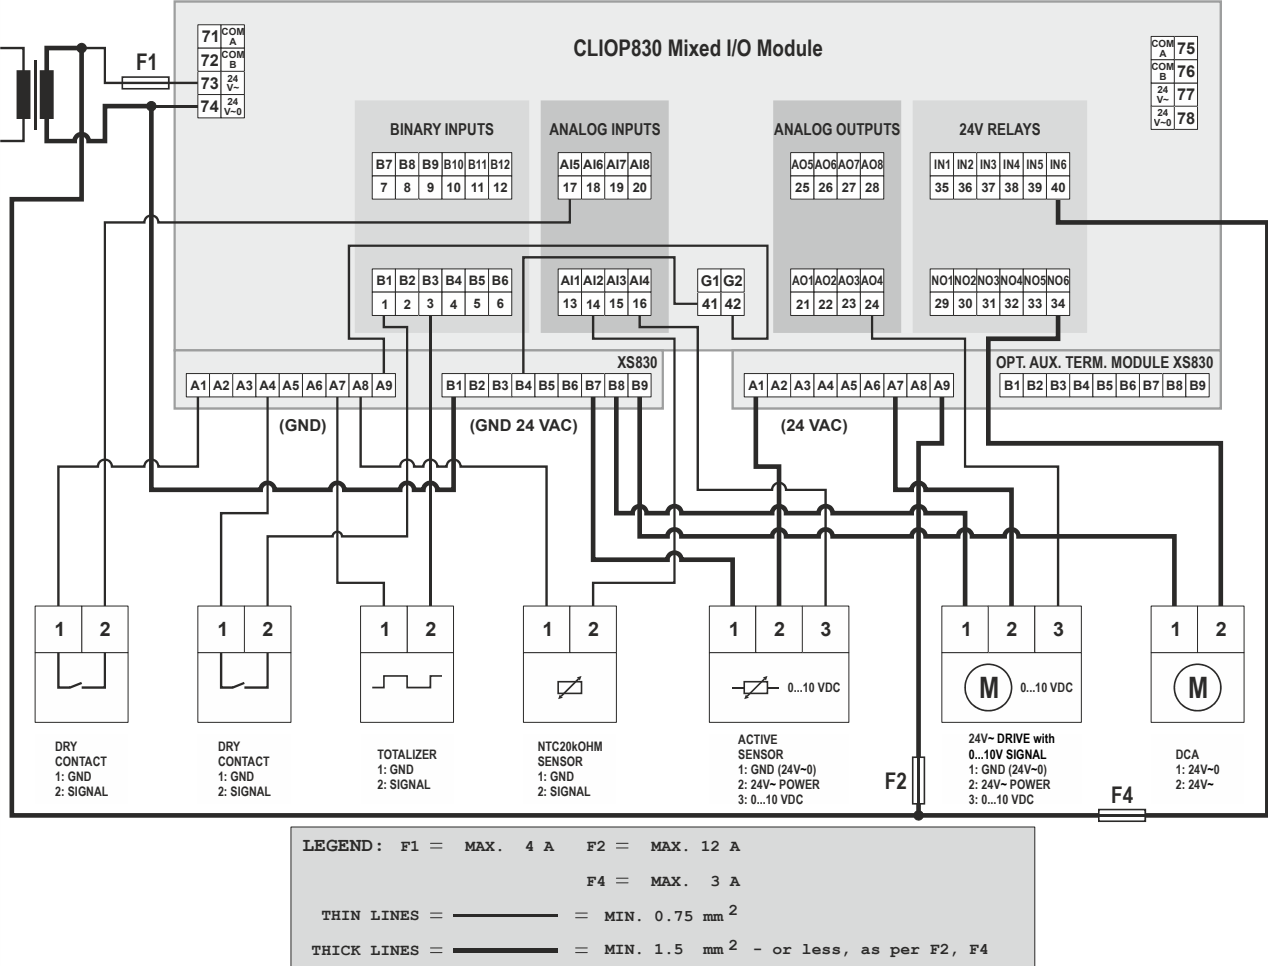 CLIOP830 Mixed I/O Module
F1
71 COM A
72 COM B
73 24 V~
74 24 V~0
COM A 75
COM B 76
24 V~ 77
24 V~0 78
BINARY INPUTS
ANALOG INPUTS
ANALOG OUTPUTS
24V RELAYS
B7 B8 B9 B10 B11 B12
7 8 9 10 11 12
AI5 AI6 AI7 AI8
17 18 19 20
AO5 AO6 AO7 AO8
25 26 27 28
IN1 IN2 IN3 IN4 IN5 IN6
35 36 37 38 39 40
B1 B2 B3 B4 B5 B6
1 2 3 4 5 6
AI1 AI2 AI3 AI4
13 14 15 16
G1 G2
41 42
AO1 AO2 AO3 AO4
21 22 23 24
NO1 NO2 NO3 NO4 NO5 NO6
29 30 31 32 33 34
XS830
OPT. AUX. TERM. MODULE XS830
A1 A2 A3 A4 A5 A6 A7 A8 A9
B1 B2 B3 B4 B5 B6 B7 B8 B9
A1 A2 A3 A4 A5 A6 A7 A8 A9
B1 B2 B3 B4 B5 B6 B7 B8 B9
(GND)
(GND 24 VAC)
(24 VAC)
1 2
1 2
1 2
1 2
1 2 3
1 2 3
1 2
0...10 VDC
M
0...10 VDC
M
DRY
CONTACT
1: GND
2: SIGNAL
DRY
CONTACT
1: GND
2: SIGNAL
TOTALIZER
1: GND
2: SIGNAL
NTC20kOHM
SENSOR
1: GND
2: SIGNAL
ACTIVE
SENSOR
1: GND (24V~0)
2: 24V~ POWER
3: 0...10 VDC
24V~ DRIVE with
0...10V SIGNAL
1: GND (24V~0)
2: 24V~ POWER
3: 0...10 VDC
DCA
1: 24V~0
2: 24V~
F2
F4
LEGEND: F1 = MAX. 4 A F2 = MAX. 12 A
F4 = MAX. 3 A
THIN LINES = = MIN. 0.75 mm 2
THICK LINES = = MIN. 1.5 mm 2 - or less, as per F2, F4